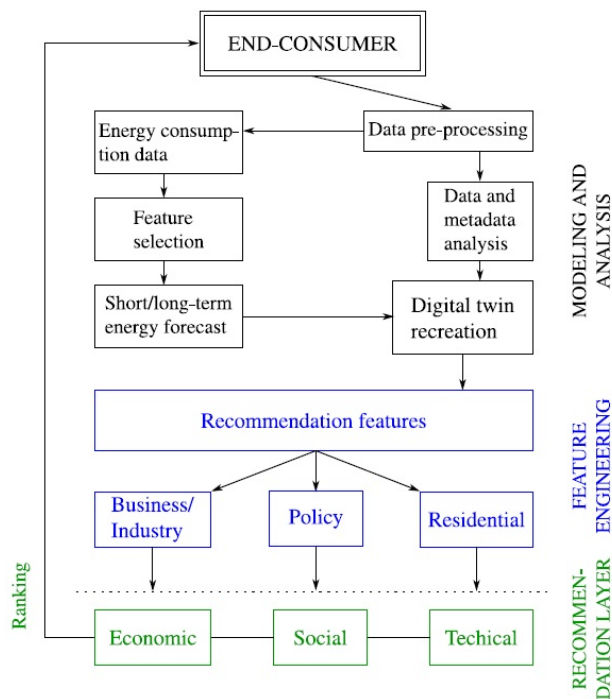 END-CONSUMER
Energy consump-
tion data
Data pre-processing
Feature
selection
Data and
metadata
analysis
Short/long-term
energy forecast
Digital twin
recreation
MODELING AND
ANALYSIS
Recommendation features
Business/
Industry
Policy
Residential
FEATURE
ENGINEERING
Economic
Social
Techical
Ranking
RECOMMEN-
DATION LAYER